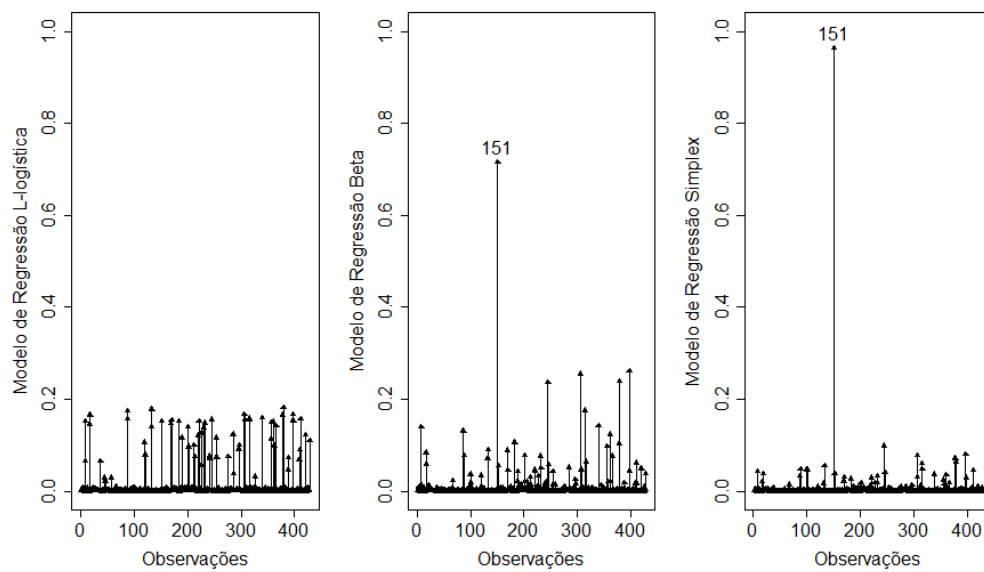 Modelo de Regressão L-logística
0.0 0.2 0.4 0.6 0.8 1.0
0 100 200 300 400
Observações
Modelo de Regressão Beta
0.0 0.2 0.4 0.6 0.8 1.0
151
0 100 200 300 400
Observações
Modelo de Regressão Simplex
0.0 0.2 0.4 0.6 0.8 1.0
151
0 100 200 300 400
Observações